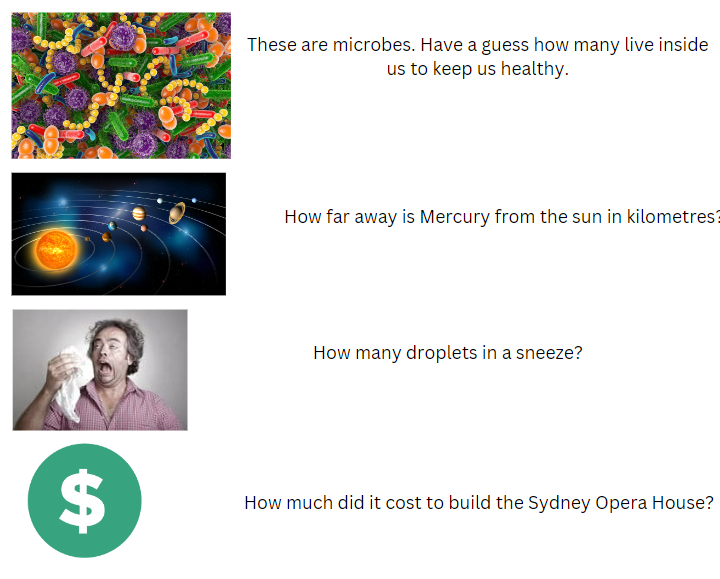 These are microbes. Have a guess how many live inside
us to keep us healthy.
How far away is Mercury from the sun in kilometres?
How many droplets in a sneeze?
$
How much did it cost to build the Sydney Opera House?